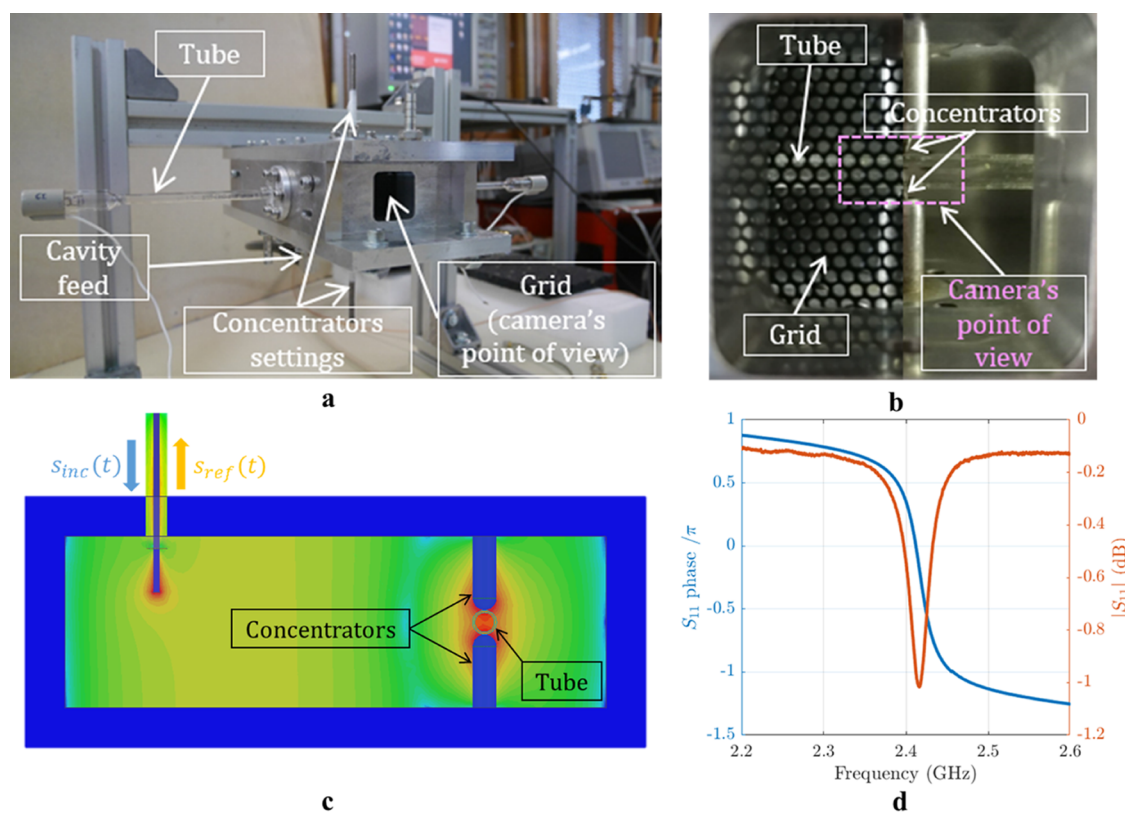 Tube
Cavity
feed
Concentrators
settings
Grid
(camera's
point of view)
a
Tube
Concentrators
Grid
Camera's
point of
view
b
s_inc(t)
s_ref(t)
Concentrators
Tube
c
1
0.5
0
-0.5
-1
-1.5
S₁₁ phase /π
0
-0.2
-0.4
-0.6
-0.8
-1
-1.2
|S₁₁| (dB)
2.2 2.3 2.4 2.5 2.6
Frequency (GHz)
d